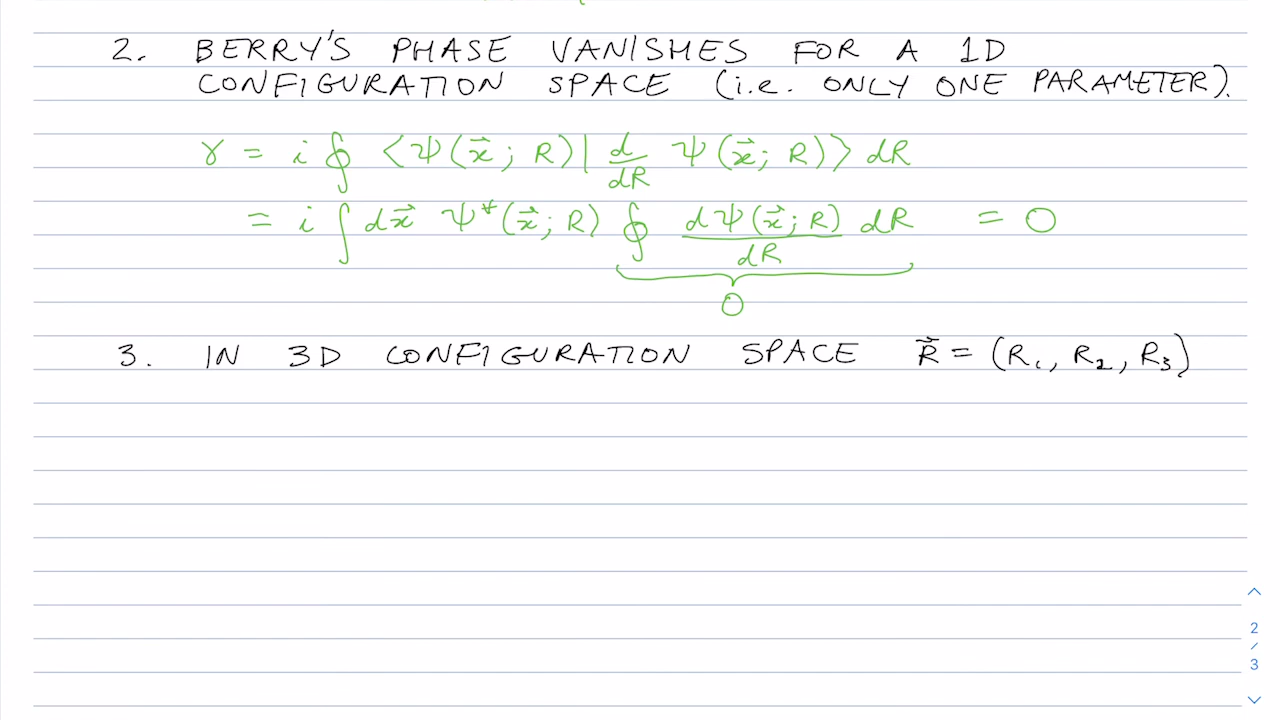 2. BERRY'S PHASE VANISHES FOR A 1D
CONFIGURATION SPACE (i.e. ONLY ONE PARAMETER).
γ = i ∮ ⟨ψ(x⃗; R)| d/dR ψ(x⃗; R)⟩ dR
= i ∫ dx⃗ ψ*(x⃗; R) ∮ dψ(x⃗; R)/dR dR = 0
0
3. IN 3D CONFIGURATION SPACE R⃗ = (R₁, R₂, R₃)
2
/
3